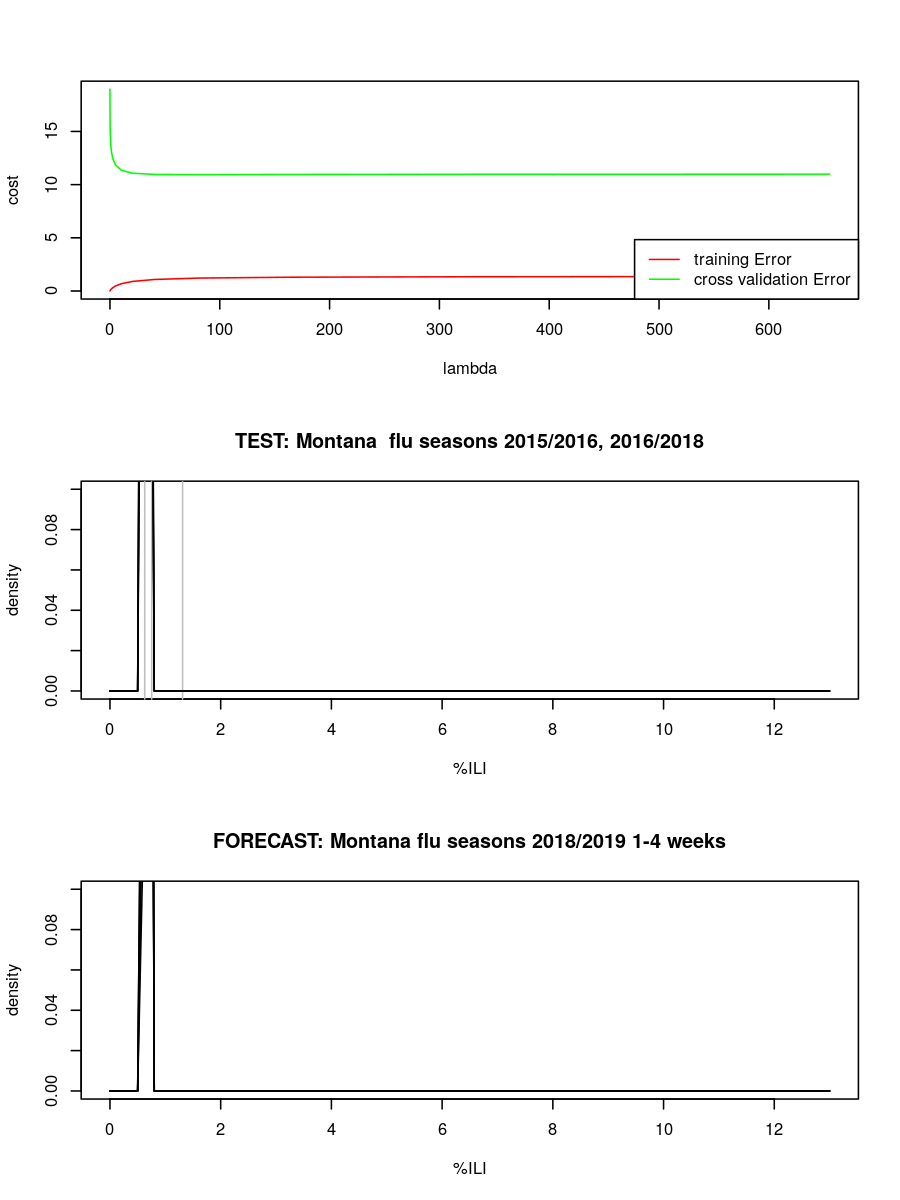 cost
15
10
5
0
training Error
cross validation Error
0 100 200 300 400 500 600
lambda
TEST: Montana  flu seasons 2015/2016, 2016/2018
density
0.08
0.04
0.00
0 2 4 6 8 10 12
%ILI
FORECAST: Montana flu seasons 2018/2019 1-4 weeks
density
0.08
0.04
0.00
0 2 4 6 8 10 12
%ILI